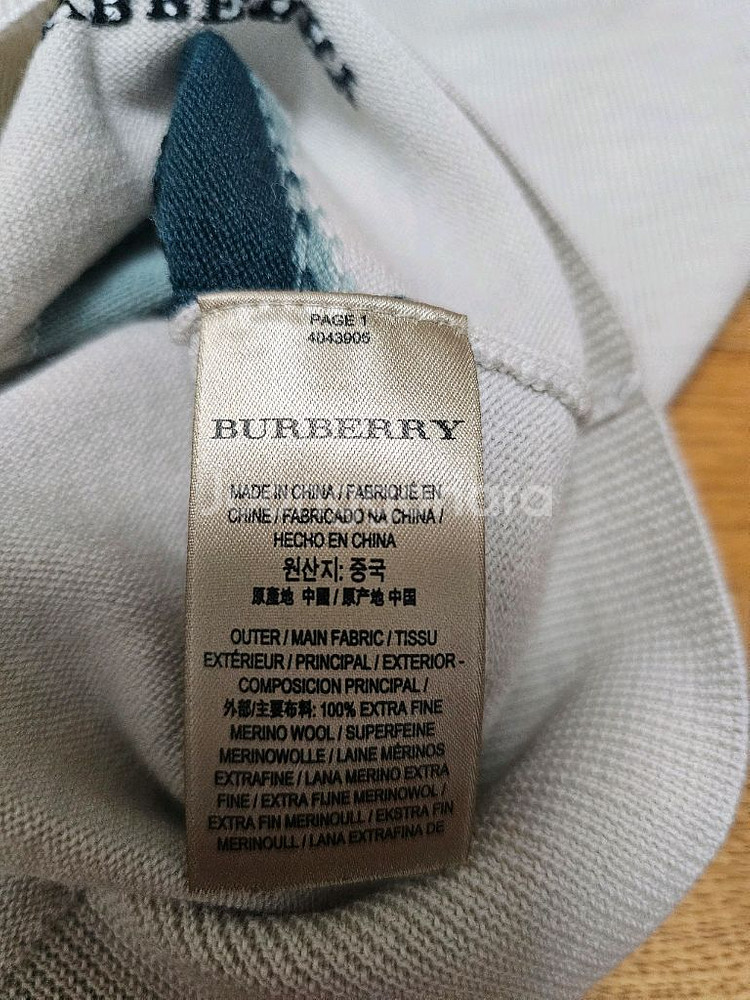 PAGE 1
4043905
BURBERRY
MADE IN CHINA / FABRIQUÉ EN
CHINE / FABRICADO NA CHINA /
HECHO EN CHINA
원산지: 중국
原產地 中國 / 原产地 中国
OUTER / MAIN FABRIC / TISSU
EXTÉRIEUR / PRINCIPAL / EXTERIOR -
COMPOSICION PRINCIPAL /
外部/主要布料: 100% EXTRA FINE
MERINO WOOL / SUPERFEINE
MERINOWOLLE / LAINE MÉRINOS
EXTRAFINE / LANA MERINO EXTRA
FINE / EXTRA FIJNE MERINOWOL /
EXTRA FIN MERINOULL / EKSTRA FIN
MERINOULL / LANA EXTRAFINA DE